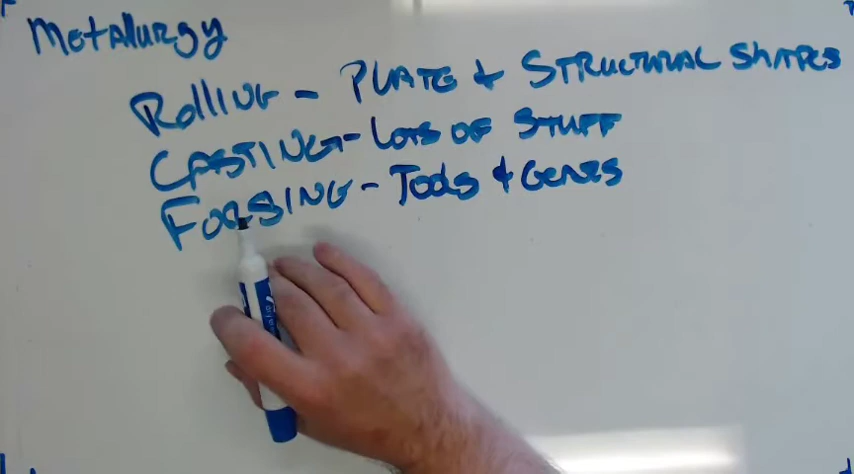 Metallurgy
Rolling - Plate & Structural Shapes
Casting - Lots of Stuff
Forging - Tools & Gears